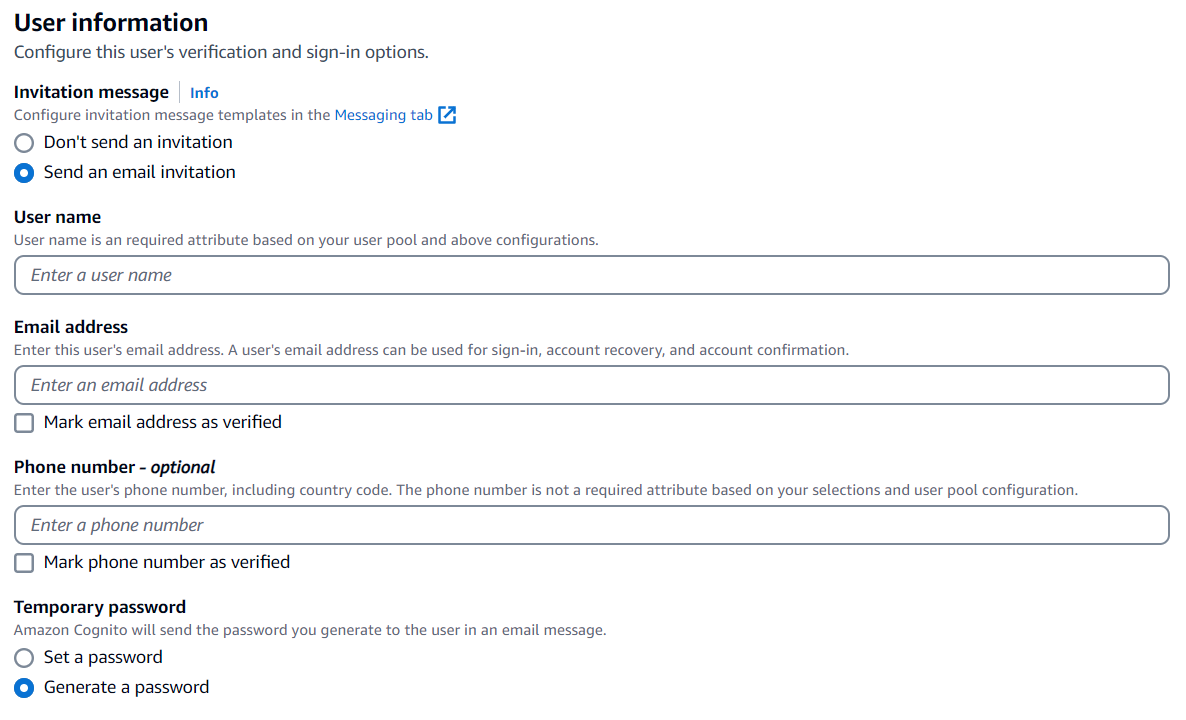 User information
Configure this user's verification and sign-in options.
Invitation message Info
Configure invitation message templates in the Messaging tab
Don't send an invitation
Send an email invitation
User name
User name is an required attribute based on your user pool and above configurations.
Enter a user name
Email address
Enter this user's email address. A user's email address can be used for sign-in, account recovery, and account confirmation.
Enter an email address
Mark email address as verified
Phone number - optional
Enter the user's phone number, including country code. The phone number is not a required attribute based on your selections and user pool configuration.
Enter a phone number
Mark phone number as verified
Temporary password
Amazon Cognito will send the password you generate to the user in an email message.
Set a password
Generate a password